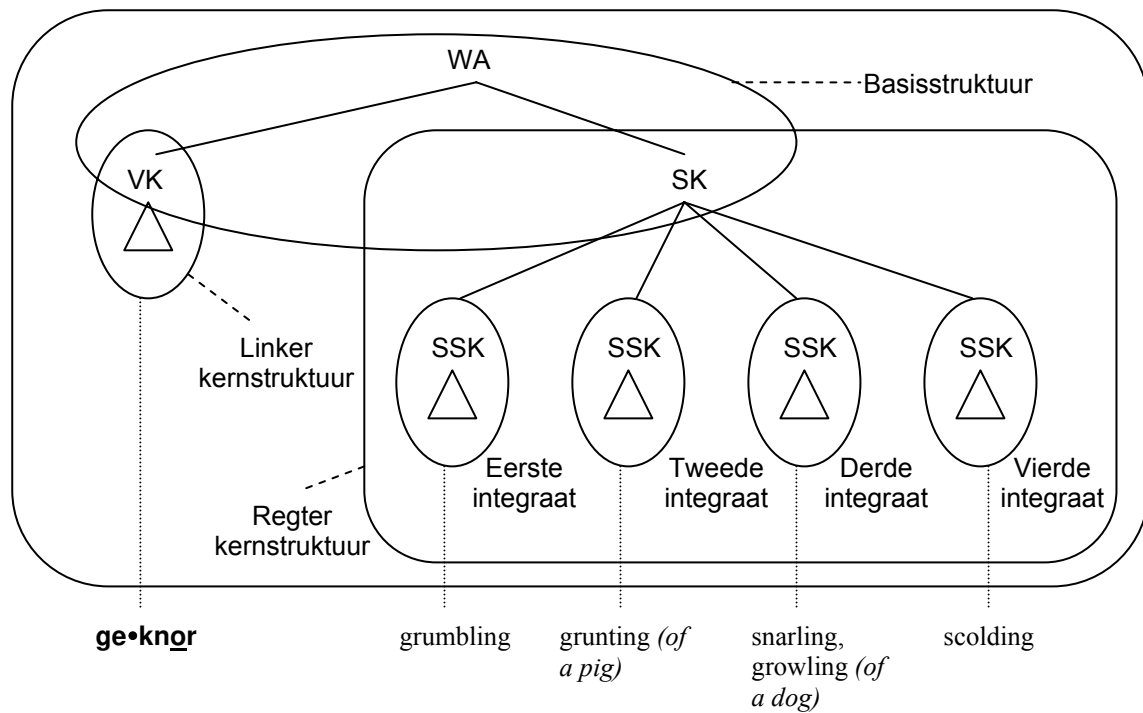 WA
Basisstruktuur
VK
SK
Linker
kernstruktuur
SSK
SSK
SSK
SSK
Eerste
integraat
Tweede
integraat
Derde
integraat
Vierde
integraat
Regter
kernstruktuur
ge•knor
grumbling
grunting (of
a pig)
snarling,
growling (of
a dog)
scolding